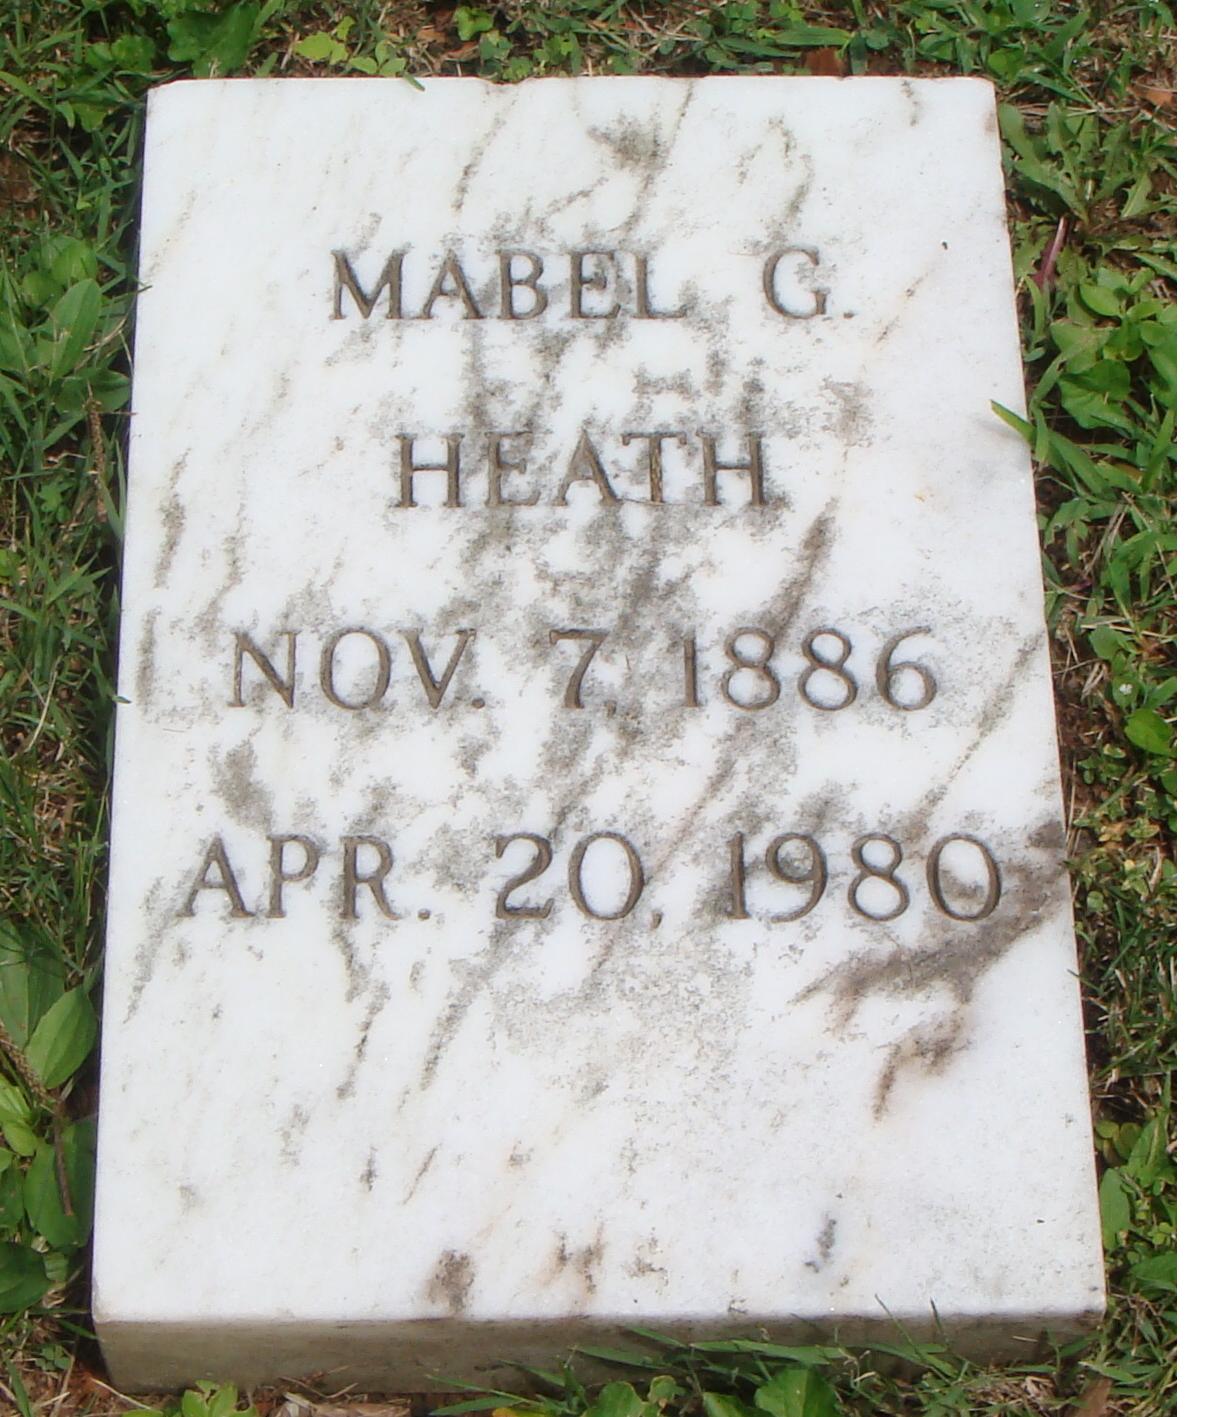 MABEL G.
HEATH
NOV. 7, 1886
APR. 20, 1980